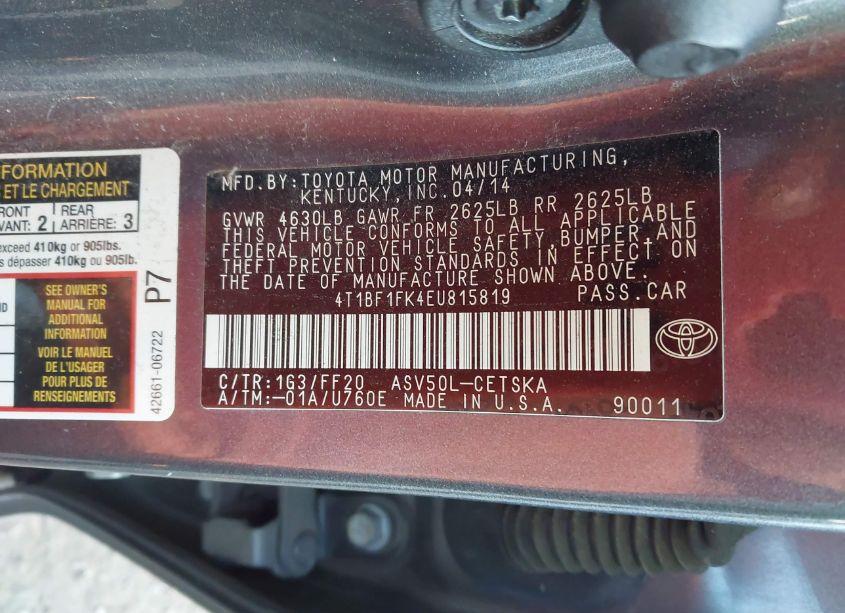 FORMATION
ET LE CHARGEMENT
FRONT
AVANT: 2
REAR
ARRIÈRE: 3
exceed 410kg or 905lbs.
s dépasser 410kg ou 905lb.
SEE OWNER'S
MANUAL FOR
ADDITIONAL
INFORMATION
VOIR LE MANUEL
DE L'USAGER
POUR PLUS DE
RENSEIGNEMENTS
P7
42661-06722
MFD.BY:TOYOTA MOTOR MANUFACTURING,
KENTUCKY,INC.04/14
GVWR 4630LB GAWR FR 2625LB RR 2625LB
THIS VEHICLE CONFORMS TO ALL APPLICABLE
FEDERAL MOTOR VEHICLE SAFETY,BUMPER AND
THEFT PREVENTION STANDARDS IN EFFECT ON
THE DATE OF MANUFACTURE SHOWN ABOVE.
4T1BF1FK4EU815819 PASS.CAR
C/TR:1G3/FF20 ASV50L-CETSKA
A/TM:-01A/U760E MADE IN U.S.A. 90011